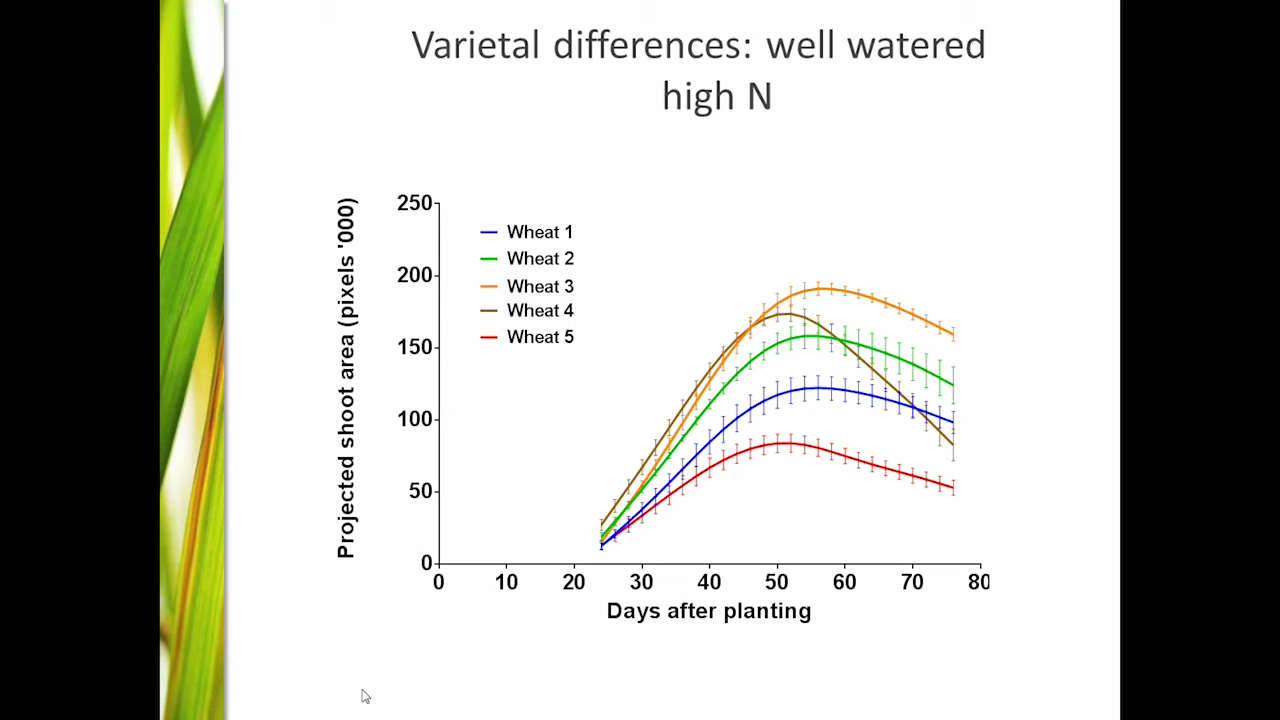 Varietal differences: well watered
high N
Projected shoot area (pixels '000)
250
200
150
100
50
0
Wheat 1
Wheat 2
Wheat 3
Wheat 4
Wheat 5
0 10 20 30 40 50 60 70 80
Days after planting